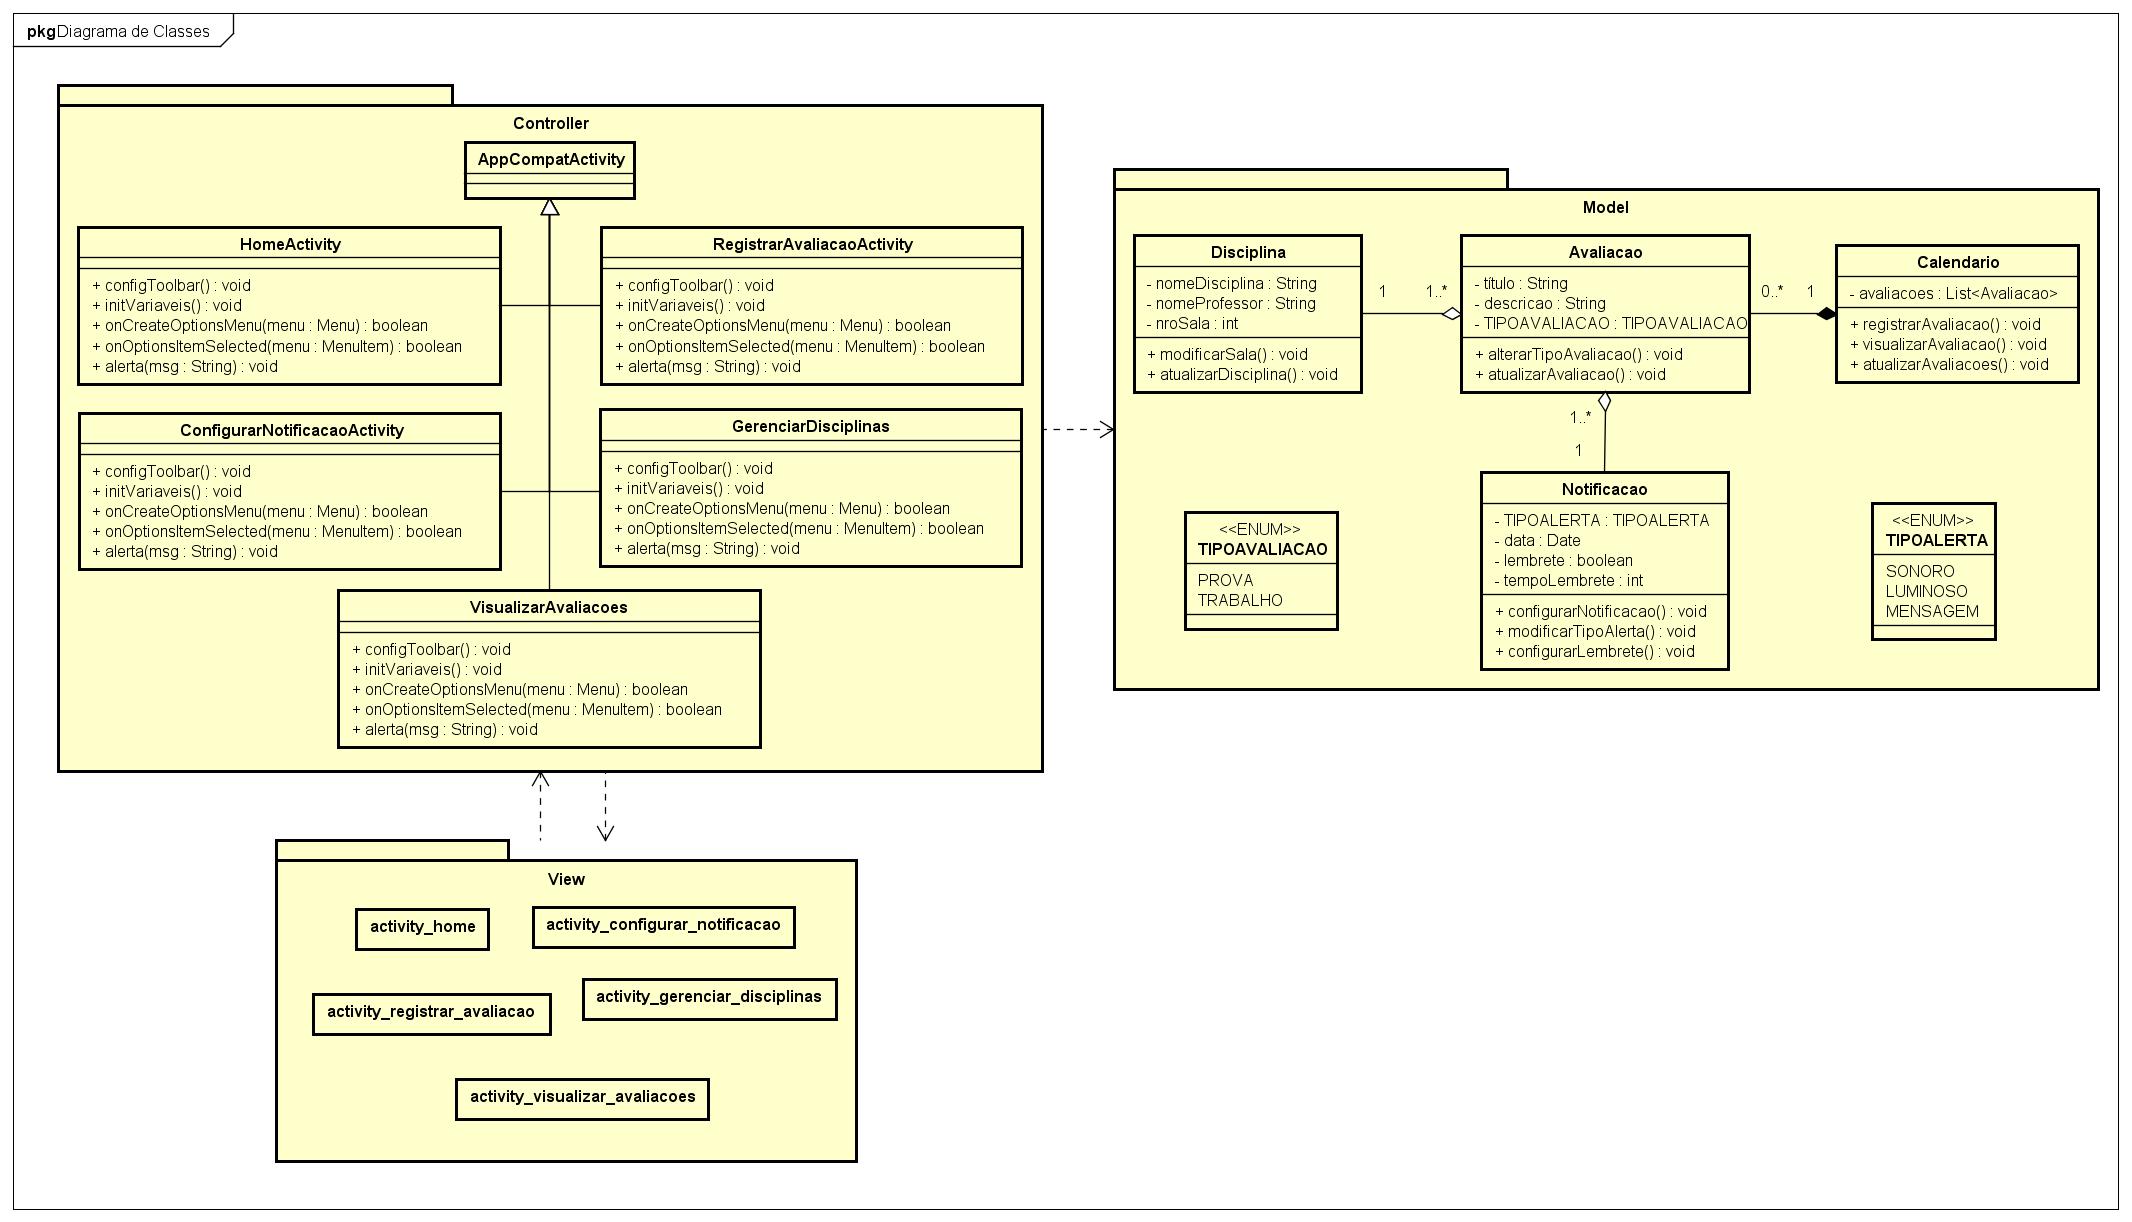 pkg Diagrama de Classes
Controller
AppCompatActivity
HomeActivity
+ configToolbar() : void
+ initVariaveis() : void
+ onCreateOptionsMenu(menu : Menu) : boolean
+ onOptionsItemSelected(menu : MenuItem) : boolean
+ alerta(msg : String) : void
RegistrarAvaliacaoActivity
+ configToolbar() : void
+ initVariaveis() : void
+ onCreateOptionsMenu(menu : Menu) : boolean
+ onOptionsItemSelected(menu : MenuItem) : boolean
+ alerta(msg : String) : void
ConfigurarNotificacaoActivity
+ configToolbar() : void
+ initVariaveis() : void
+ onCreateOptionsMenu(menu : Menu) : boolean
+ onOptionsItemSelected(menu : MenuItem) : boolean
+ alerta(msg : String) : void
GerenciarDisciplinas
+ configToolbar() : void
+ initVariaveis() : void
+ onCreateOptionsMenu(menu : Menu) : boolean
+ onOptionsItemSelected(menu : MenuItem) : boolean
+ alerta(msg : String) : void
VisualizarAvaliacoes
+ configToolbar() : void
+ initVariaveis() : void
+ onCreateOptionsMenu(menu : Menu) : boolean
+ onOptionsItemSelected(menu : MenuItem) : boolean
+ alerta(msg : String) : void
Model
Disciplina
- nomeDisciplina : String
- nomeProfessor : String
- nroSala : int
+ modificarSala() : void
+ atualizarDisciplina() : void
1
1..*
Avaliacao
- título : String
- descricao : String
- TIPOAVALIACAO : TIPOAVALIACAO
+ alterarTipoAvaliacao() : void
+ atualizarAvaliacao() : void
0..*
1
Calendario
- avaliacoes : List<Avaliacao>
+ registrarAvaliacao() : void
+ visualizarAvaliacao() : void
+ atualizarAvaliacoes() : void
1..*
1
Notificacao
- TIPOALERTA : TIPOALERTA
- data : Date
- lembrete : boolean
- tempoLembrete : int
+ configurarNotificacao() : void
+ modificarTipoAlerta() : void
+ configurarLembrete() : void
<<ENUM>>
TIPOAVALIACAO
PROVA
TRABALHO
<<ENUM>>
TIPOALERTA
SONORO
LUMINOSO
MENSAGEM
View
activity_home
activity_configurar_notificacao
activity_registrar_avaliacao
activity_gerenciar_disciplinas
activity_visualizar_avaliacoes